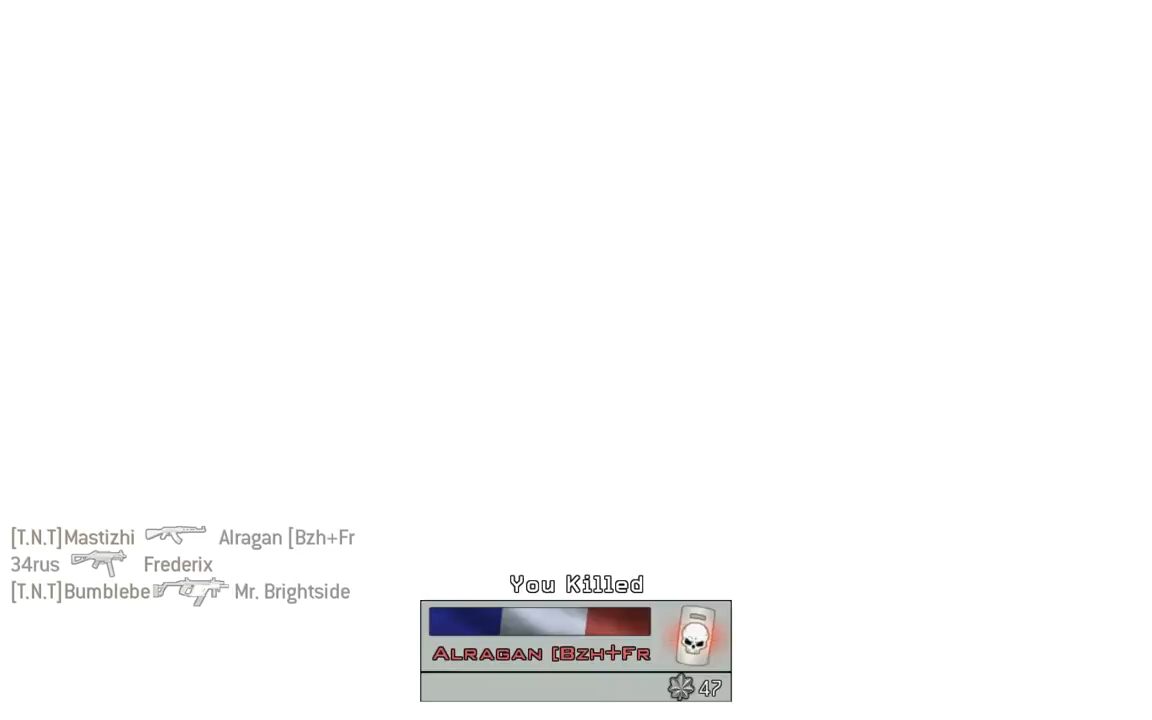 [T.N.T]Mastizhi Alragan [Bzh+Fr
34rus Frederix
[T.N.T]Bumblebe Mr. Brightside
You Killed
Alragan [Bzh+Fr
47